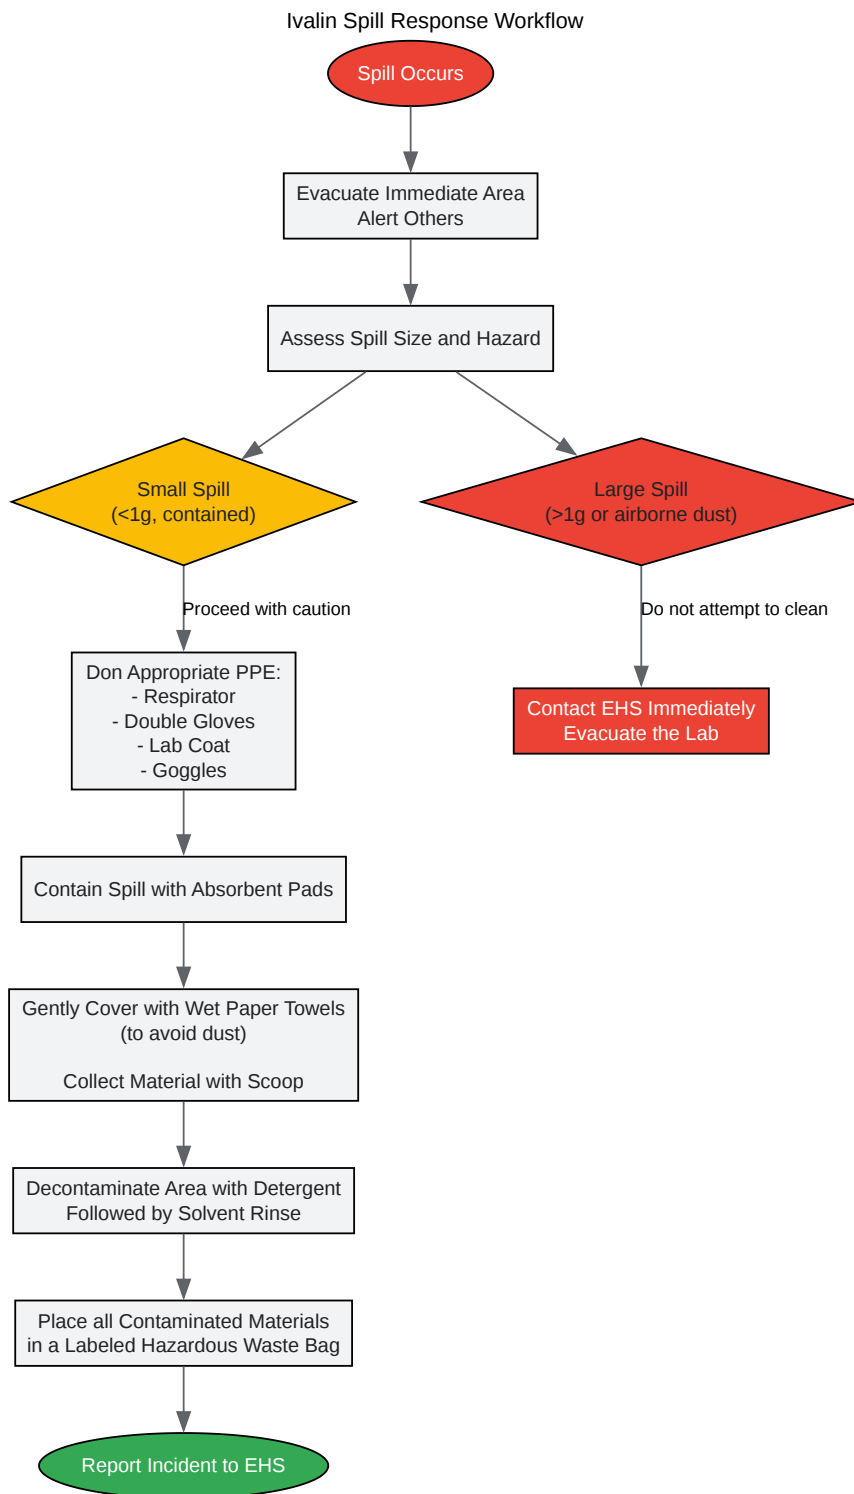 Ivalin Spill Response Workflow
Spill Occurs
Evacuate Immediate Area
Alert Others
Assess Spill Size and Hazard
Small Spill
(<1g, contained)
Large Spill
(>1g or airborne dust)
Proceed with caution
Do not attempt to clean
Don Appropriate PPE:
- Respirator
- Double Gloves
- Lab Coat
- Goggles
Contact EHS Immediately
Evacuate the Lab
Contain Spill with Absorbent Pads
Gently Cover with Wet Paper Towels
(to avoid dust)
Collect Material with Scoop
Decontaminate Area with Detergent
Followed by Solvent Rinse
Place all Contaminated Materials
in a Labeled Hazardous Waste Bag
Report Incident to EHS